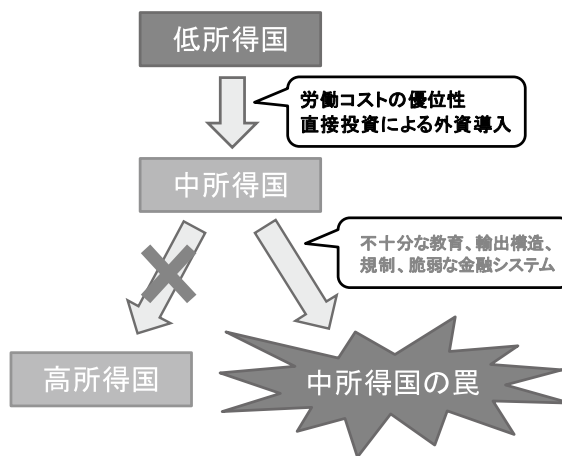 低所得国
労働コストの優位性
直接投資による外資導入
中所得国
不十分な教育、輸出構造、
規制、脆弱な金融システム
高所得国
中所得国の罠